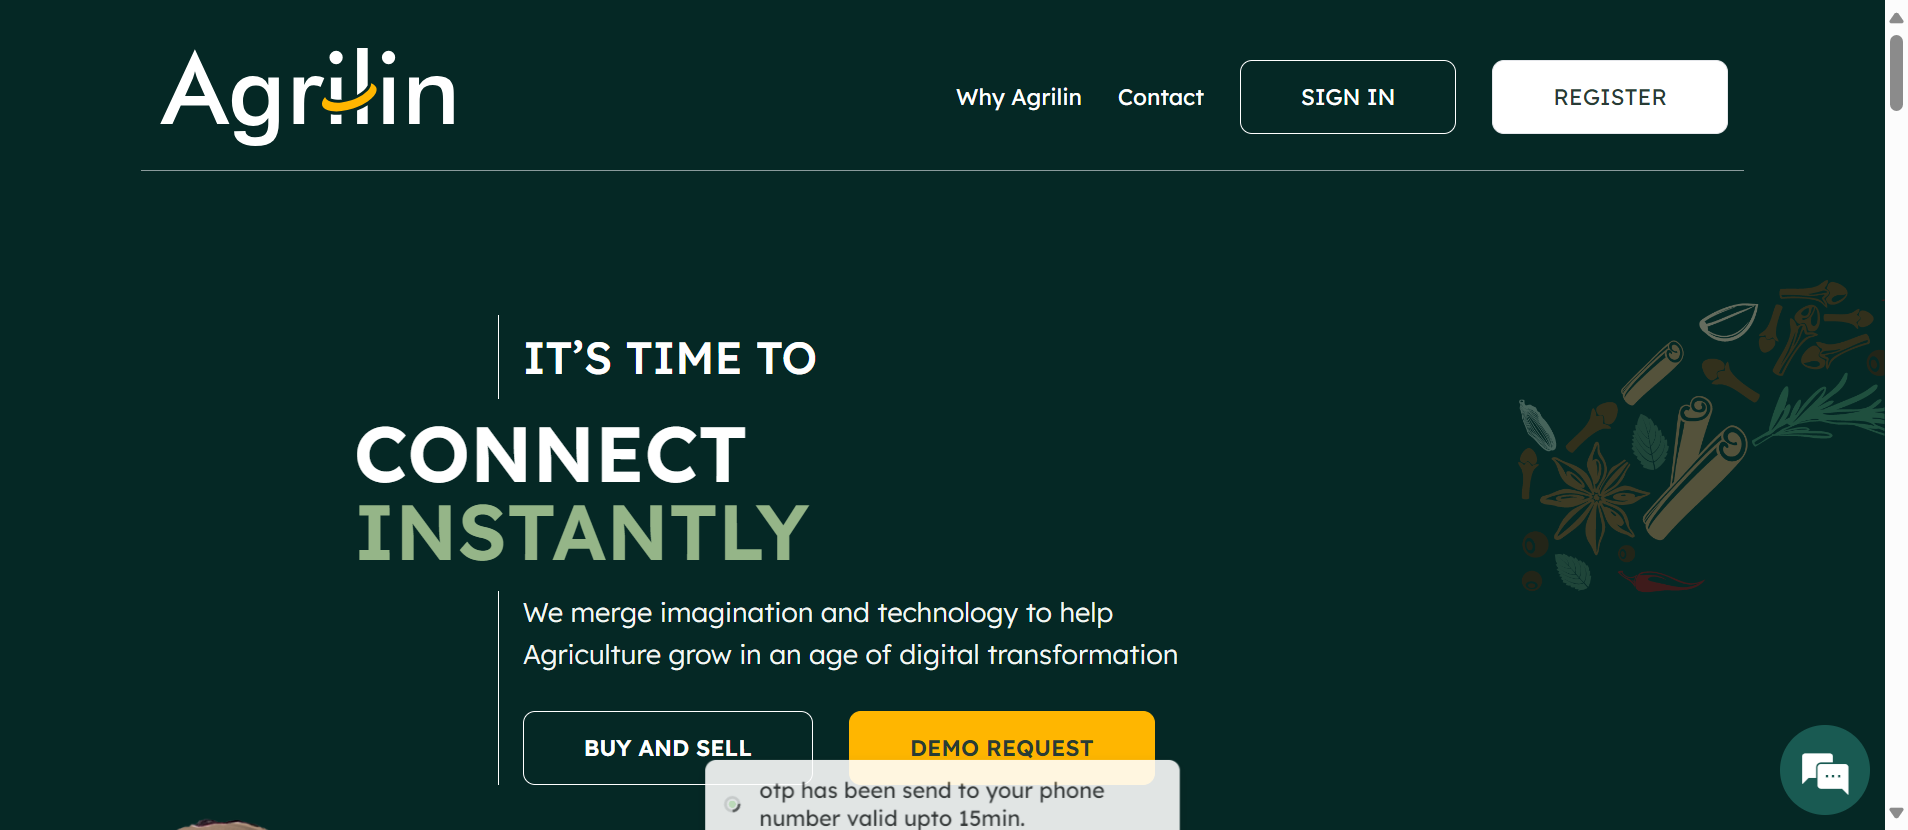 Agrilin
Why Agrilin
Contact
SIGN IN
REGISTER
IT’S TIME TO
CONNECT
INSTANTLY
We merge imagination and technology to help
Agriculture grow in an age of digital transformation
BUY AND SELL
DEMO REQUEST
otp has been send to your phone
number valid upto 15min.